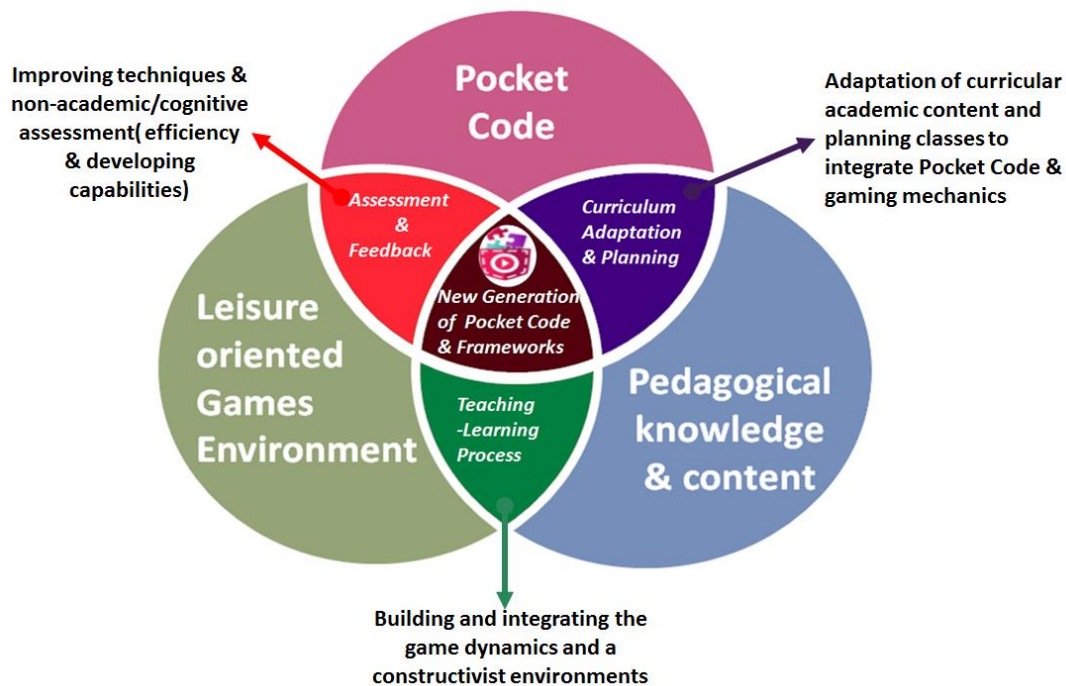 Pocket
Code
Improving techniques &
non-academic/cognitive
assessment( efficiency
& developing
capabilities)
Adaptation of curricular
academic content and
planning classes to
integrate Pocket Code &
gaming mechanics
Assessment
&
Feedback
Curriculum
Adaptation
& Planning
New Generation
of Pocket Code
& Frameworks
Leisure
oriented
Games
Environment
Pedagogical
knowledge
& content
Teaching
-Learning
Process
Building and integrating the
game dynamics and a
constructivist environments